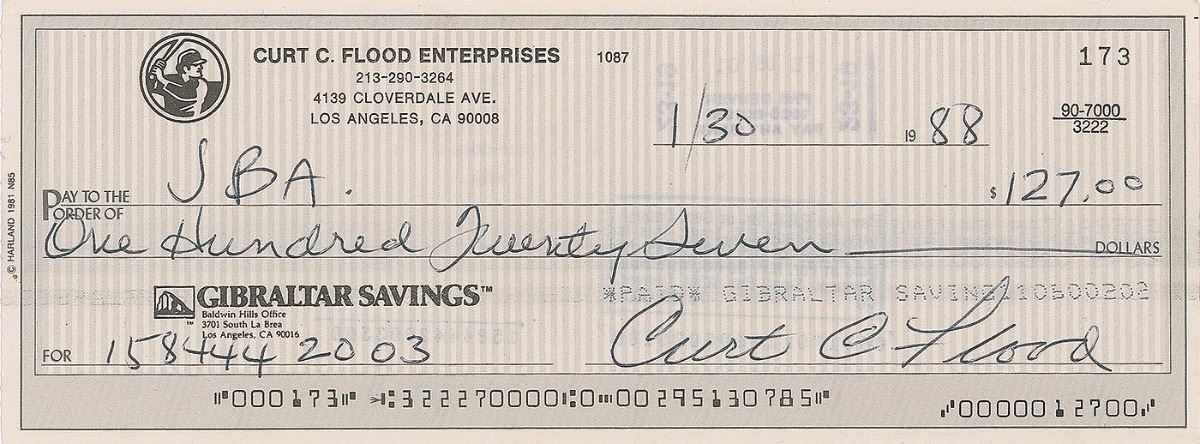 CURT C. FLOOD ENTERPRISES 1087 173
213-290-3264
4139 CLOVERDALE AVE.
LOS ANGELES, CA 90008
1/30 19 88 90-7000
3222
PAY TO THE
ORDER OF JBA. $ 127.00
One Hundred Twenty Seven DOLLARS
© HARLAND 1981 N85
*PAID* GIBRALTAR SAVINGS
GIBRALTAR SAVINGS™
Baldwin Hills Office
3701 South La Brea
Los Angeles, CA 90016
FOR 158444 2003 Curt C Flood
⑈000173⑈ ⑆322270000⑆0⑉00295130785⑈ ⑇0000012700⑇